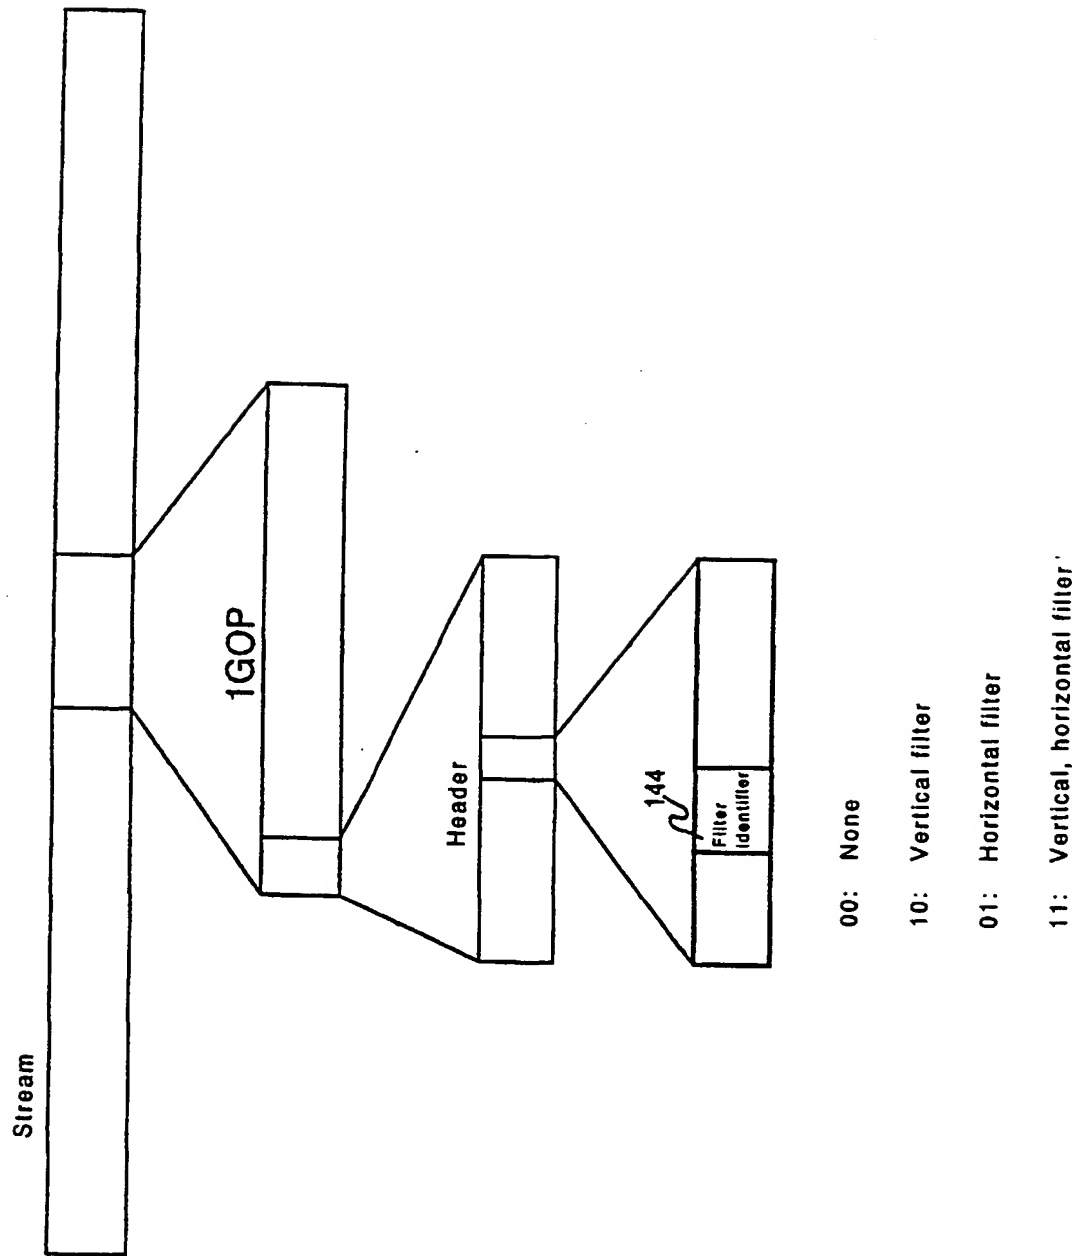 Stream
1GOP
Header
144
Filter
identifier
00: None
10: Vertical filter
01: Horizontal filter
11: Vertical, horizontal filter